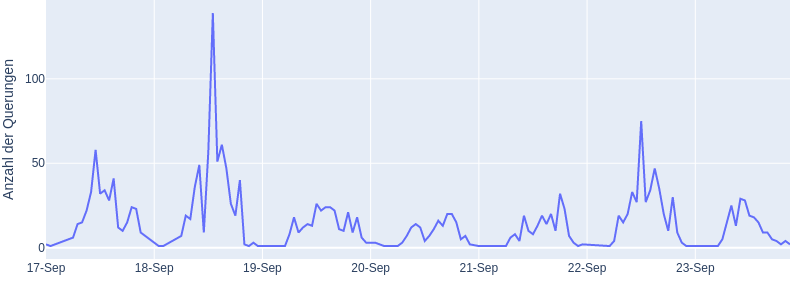 Anzahl der Querungen
100
50
0
17-Sep
18-Sep
19-Sep
20-Sep
21-Sep
22-Sep
23-Sep